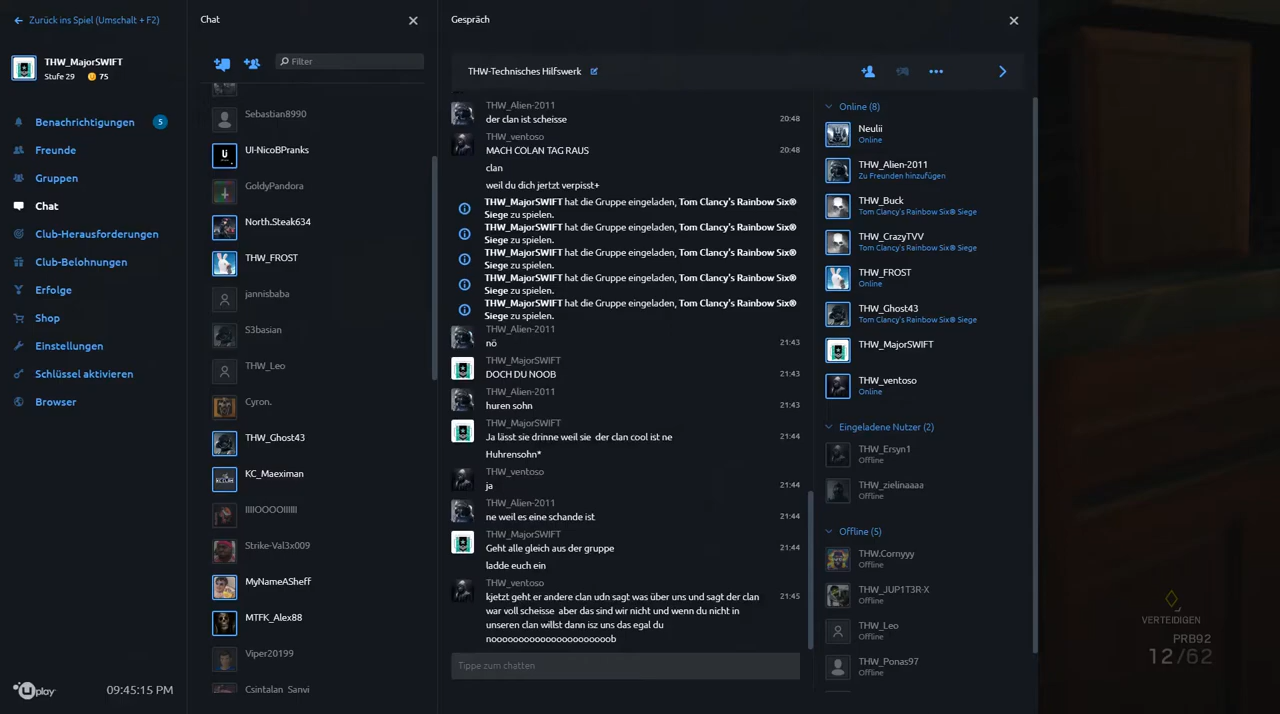 Zurück ins Spiel (Umschalt + F2)
THW_MajorSWIFT
Stufe 29 75
Benachrichtigungen 5
Freunde
Gruppen
Chat
Club-Herausforderungen
Club-Belohnungen
Erfolge
Shop
Einstellungen
Schlüssel aktivieren
Browser
uplay 09:45:15 PM
Chat
Filter
Sebastian8990
UI-NicoBPranks
GoldyPandora
North.Steak634
THW_FROST
jannisbaba
S3basian
THW_Leo
Cyron.
THW_Ghost43
KC_Maeximan
Strike-Val3x009
MyNameASheff
MTFK_Alex88
Viper20199
Csintalan_Sanyi
Gespräch
THW-Technisches Hilfswerk
THW_Alien-2011
der clan ist scheisse 20:48
THW_ventoso
MACH COLAN TAG RAUS 20:48
clan
weil du dich jertzt verpisst+
THW_MajorSWIFT hat die Gruppe eingeladen, Tom Clancy's Rainbow Six®
Siege zu spielen.
THW_MajorSWIFT hat die Gruppe eingeladen, Tom Clancy's Rainbow Six®
Siege zu spielen.
THW_MajorSWIFT hat die Gruppe eingeladen, Tom Clancy's Rainbow Six®
Siege zu spielen.
THW_MajorSWIFT hat die Gruppe eingeladen, Tom Clancy's Rainbow Six®
Siege zu spielen.
THW_MajorSWIFT hat die Gruppe eingeladen, Tom Clancy's Rainbow Six®
Siege zu spielen.
THW_Alien-2011
nö 21:43
THW_MajorSWIFT
DOCH DU NOOB 21:43
THW_Alien-2011
huren sohn 21:43
THW_MajorSWIFT
Ja lässt sie drinne weil sie der clan cool ist ne 21:44
Huhrensohn*
THW_ventoso
ja 21:44
THW_Alien-2011
ne weil es eine schande ist 21:44
THW_MajorSWIFT
Geht alle gleich aus der gruppe 21:44
ladde euch ein
THW_ventoso
kjetzt geht er andere clan udn sagt was über uns und sagt der clan 21:45
war voll scheisse aber das sind wir nicht und wenn du nicht in
unseren clan willst dann isz uns das egal du
nooooooooooooooooooooob
Tippe zum chatten
Online (8)
Neulii
Online
THW_Alien-2011
Zu Freunden hinzufügen
THW_Buck
Tom Clancy's Rainbow Six® Siege
THW_CrazyTVV
Tom Clancy's Rainbow Six® Siege
THW_FROST
Online
THW_Ghost43
Tom Clancy's Rainbow Six® Siege
THW_MajorSWIFT
THW_ventoso
Online
Eingeladene Nutzer (2)
THW_Ersyn1
Offline
THW_zielinaaaa
Offline
Offline (5)
THW.Cornyyy
Offline
THW_JUP1T3R-X
Offline
THW_Leo
Offline
THW_Ponas97
Offline
VERTEIDIGEN
PRB92
12/62